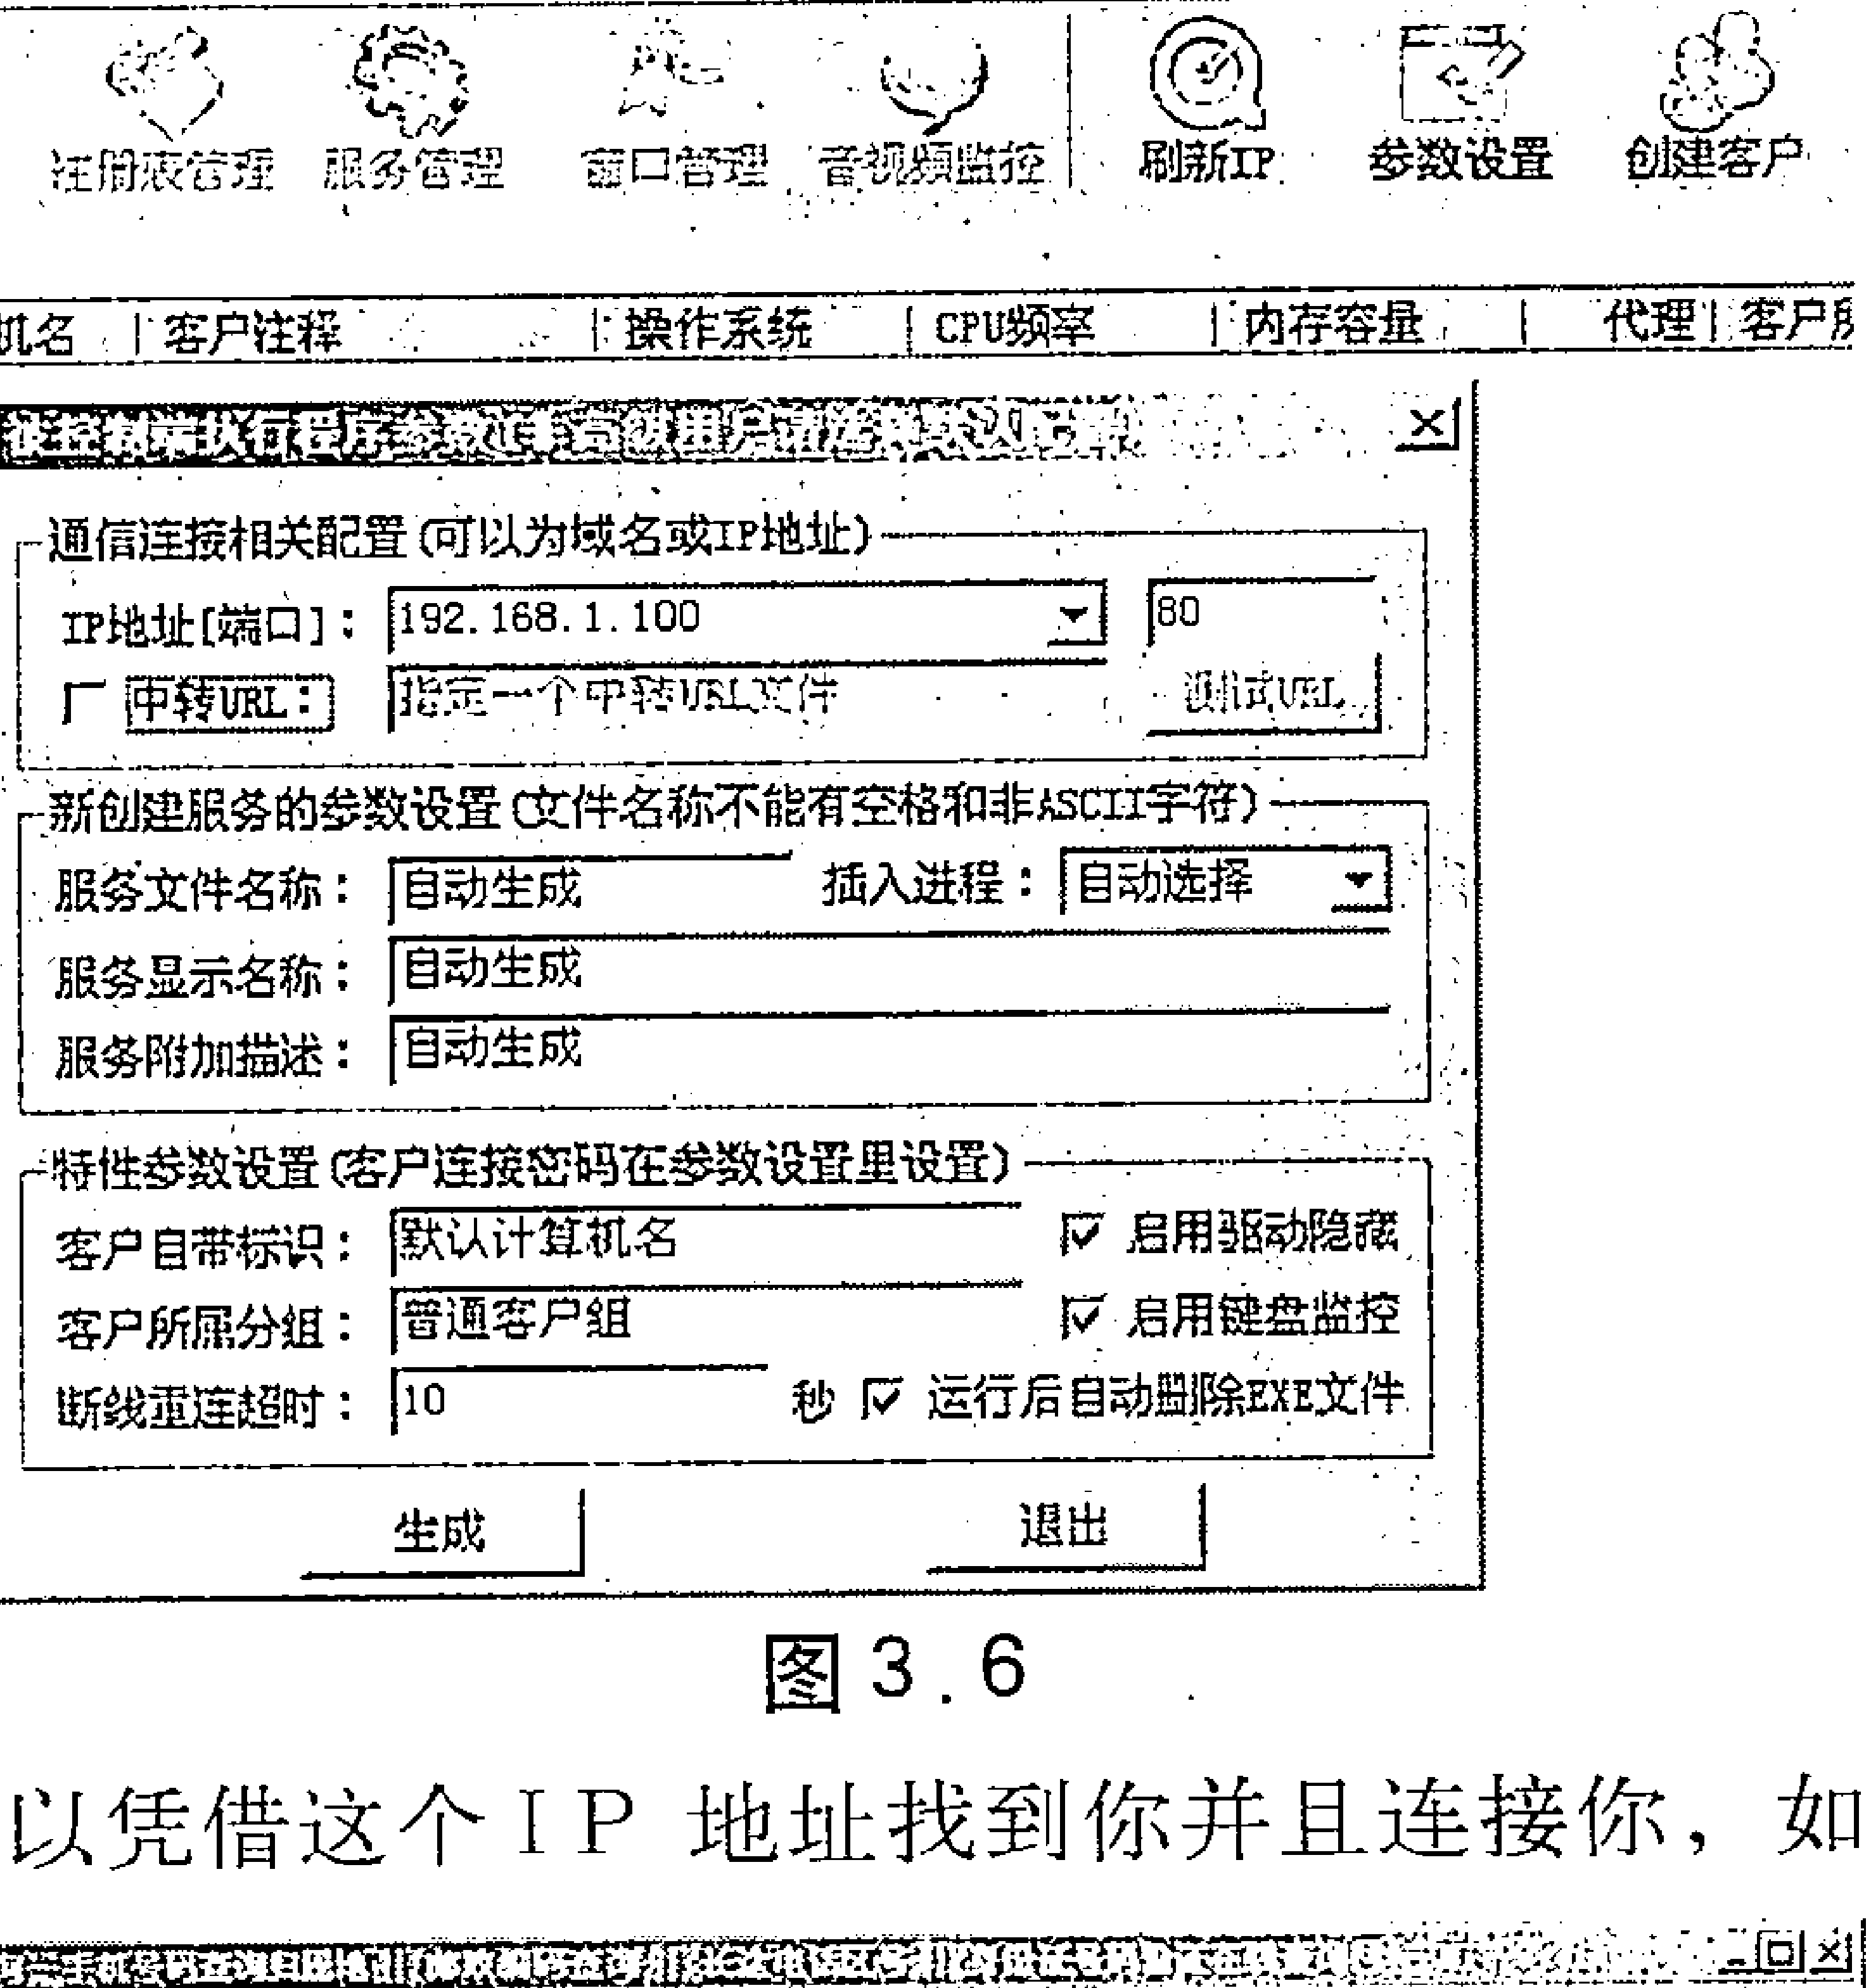 注册表管理 服务管理 窗口管理 音视频监控 刷新IP 参数设置 创建客户
机名 客户注释 操作系统 CPU频率 内存容量 代理 客户
通信连接相关配置(可以为域名或IP地址)
IP地址[端口]： 192.168.1.100 80
中转URL： 指定一个中转URL文件 测试URL
新创建服务的参数设置(文件名称不能有空格和非ASCII字符)
服务文件名称： 自动生成 插入进程： 自动选择
服务显示名称： 自动生成
服务附加描述： 自动生成
特性参数设置(客户连接密码在参数设置里设置)
客户自带标识： 默认计算机名 启用驱动隐藏
客户所属分组： 普通客户组 启用键盘监控
断线重连超时： 10 秒 运行后自动删除EXE文件
生成 退出
图3.6
以凭借这个IP 地址找到你并且连接你，如